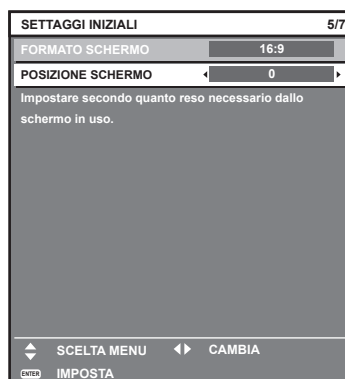 SETTAGGI INIZIALI 5/7
FORMATO SCHERMO 16:9
POSIZIONE SCHERMO 0
Impostare secondo quanto reso necessario dallo
schermo in uso.
SCELTA MENU CAMBIA
ENTER IMPOSTA